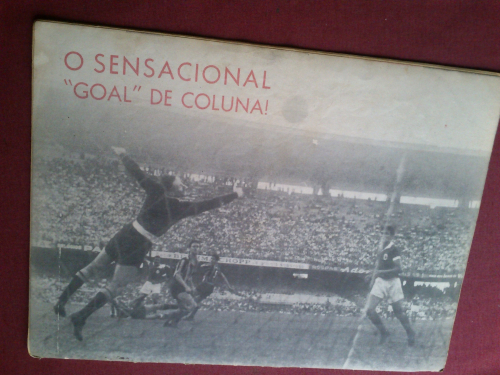 O SENSACIONAL
"GOAL" DE COLUNA!